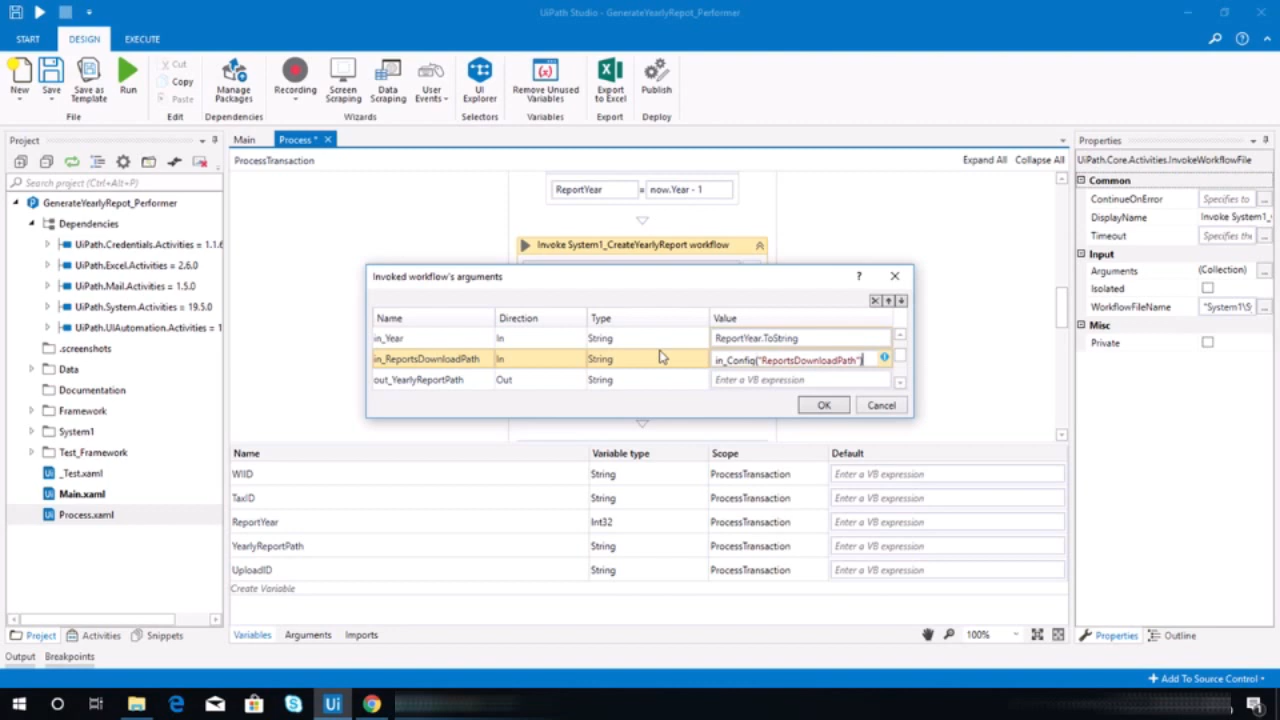 UiPath Studio - GenerateYearlyRepot_Performer
START DESIGN EXECUTE
New Save Save as Template Run
Cut
Copy
Paste
Manage Packages Recording Screen Scraping Data Scraping User Events UI Explorer Remove Unused Variables Export to Excel Publish
File Edit Dependencies Wizards Selectors Variables Export Deploy
Project
Search project (Ctrl+Alt+P)
GenerateYearlyRepot_Performer
Dependencies
UiPath.Credentials.Activities = 1.1.6
UiPath.Excel.Activities = 2.6.0
UiPath.Mail.Activities = 1.5.0
UiPath.System.Activities = 19.5.0
UiPath.UIAutomation.Activities = 1
.screenshots
Data
Documentation
Framework
System1
Test_Framework
_Test.xaml
Main.xaml
Process.xaml
Project Activities Snippets
Main Process *
ProcessTransaction Expand All Collapse All
ReportYear = now.Year - 1
Invoke System1_CreateYearlyReport workflow
Invoked workflow's arguments ?
Name Direction Type Value
in_Year In String ReportYear.ToString
in_ReportsDownloadPath In String in_Config("ReportsDownloadPath")
out_YearlyReportPath Out String Enter a VB expression
OK Cancel
Name Variable type Scope Default
WIID String ProcessTransaction Enter a VB expression
TaxID String ProcessTransaction Enter a VB expression
ReportYear Int32 ProcessTransaction Enter a VB expression
YearlyReportPath String ProcessTransaction Enter a VB expression
UploadID String ProcessTransaction Enter a VB expression
Create Variable
Variables Arguments Imports 100%
Properties
UiPath.Core.Activities.InvokeWorkflowFile
Common
ContinueOnError Specifies to ...
DisplayName Invoke System1_
Timeout Specifies the ...
Input
Arguments (Collection) ...
Isolated
WorkflowFileName "System1\S ...
Misc
Private
Properties Outline
Output Breakpoints
Add To Source Control
Ui
1